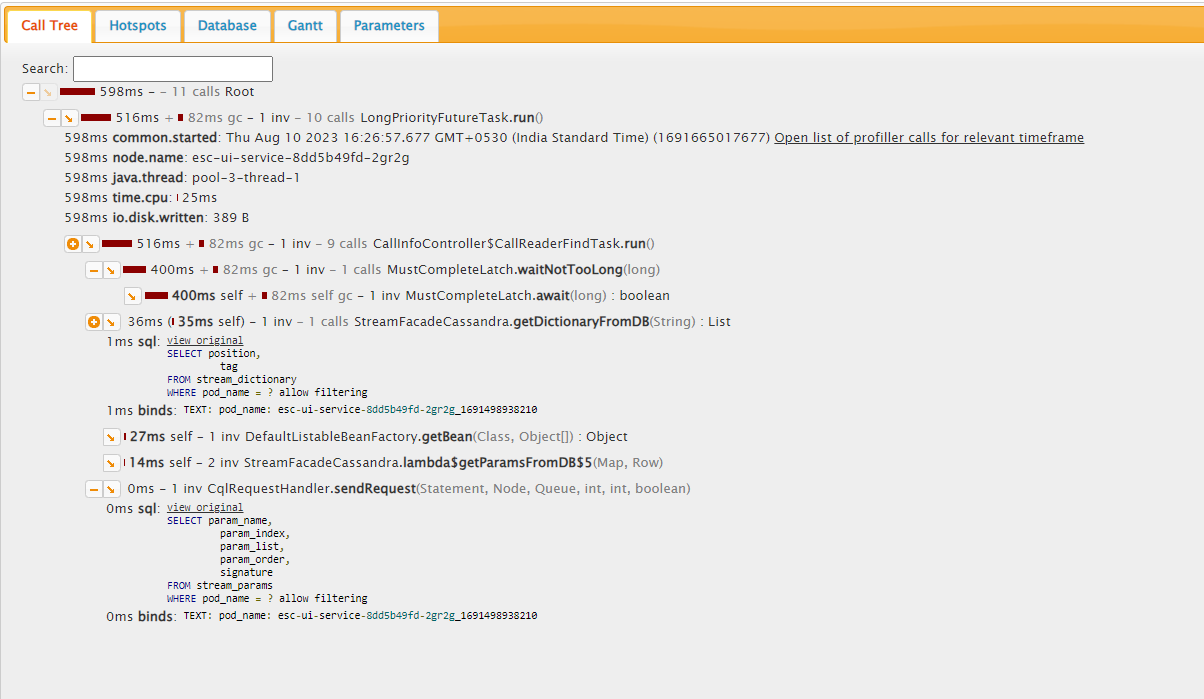 Call Tree Hotspots Database Gantt Parameters
Search:
598ms – – 11 calls Root
516ms + 82ms gc – 1 inv – 10 calls LongPriorityFutureTask.run()
598ms common.started: Thu Aug 10 2023 16:26:57.677 GMT+0530 (India Standard Time) (1691665017677) Open list of profiller calls for relevant timeframe
598ms node.name: esc-ui-service-8dd5b49fd-2gr2g
598ms java.thread: pool-3-thread-1
598ms time.cpu: 25ms
598ms io.disk.written: 389 B
516ms + 82ms gc – 1 inv – 9 calls CallInfoController$CallReaderFindTask.run()
400ms + 82ms gc – 1 inv – 1 calls MustCompleteLatch.waitNotTooLong(long)
400ms self + 82ms self gc – 1 inv MustCompleteLatch.await(long) : boolean
36ms (35ms self) – 1 inv – 1 calls StreamFacadeCassandra.getDictionaryFromDB(String) : List
1ms sql: view original
SELECT position,
tag
FROM stream_dictionary
WHERE pod_name = ? allow filtering
1ms binds: TEXT: pod_name: esc-ui-service-8dd5b49fd-2gr2g_1691498938210
27ms self – 1 inv DefaultListableBeanFactory.getBean(Class, Object[]) : Object
14ms self – 2 inv StreamFacadeCassandra.lambda$getParamsFromDB$5(Map, Row)
0ms – 1 inv CqlRequestHandler.sendRequest(Statement, Node, Queue, int, int, boolean)
0ms sql: view original
SELECT param_name,
param_index,
param_list,
param_order,
signature
FROM stream_params
WHERE pod_name = ? allow filtering
0ms binds: TEXT: pod_name: esc-ui-service-8dd5b49fd-2gr2g_1691498938210